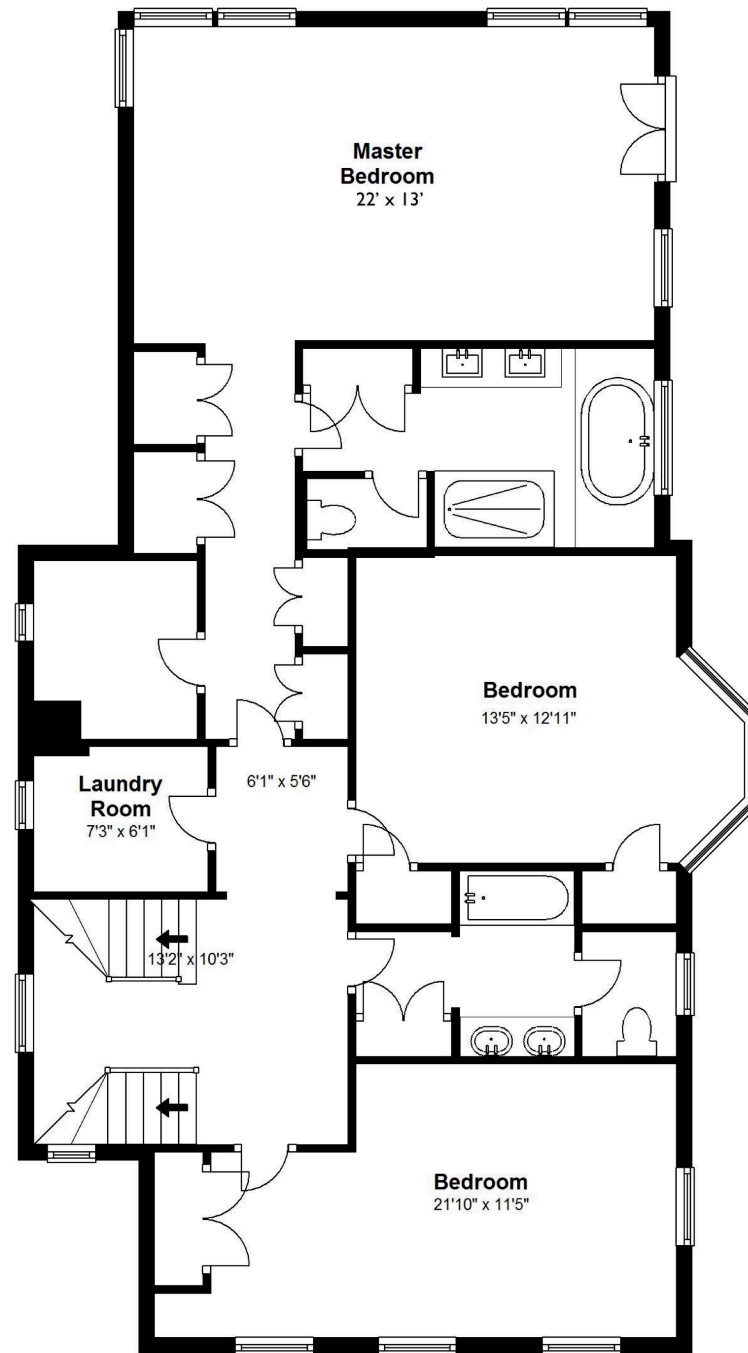 Master
Bedroom
22’ x 13’
Bedroom
13'5" x 12'11"
6'1" x 5'6"
Laundry
Room
7'3" x 6'1"
13'2" x 10'3"
Bedroom
21'10" x 11'5"